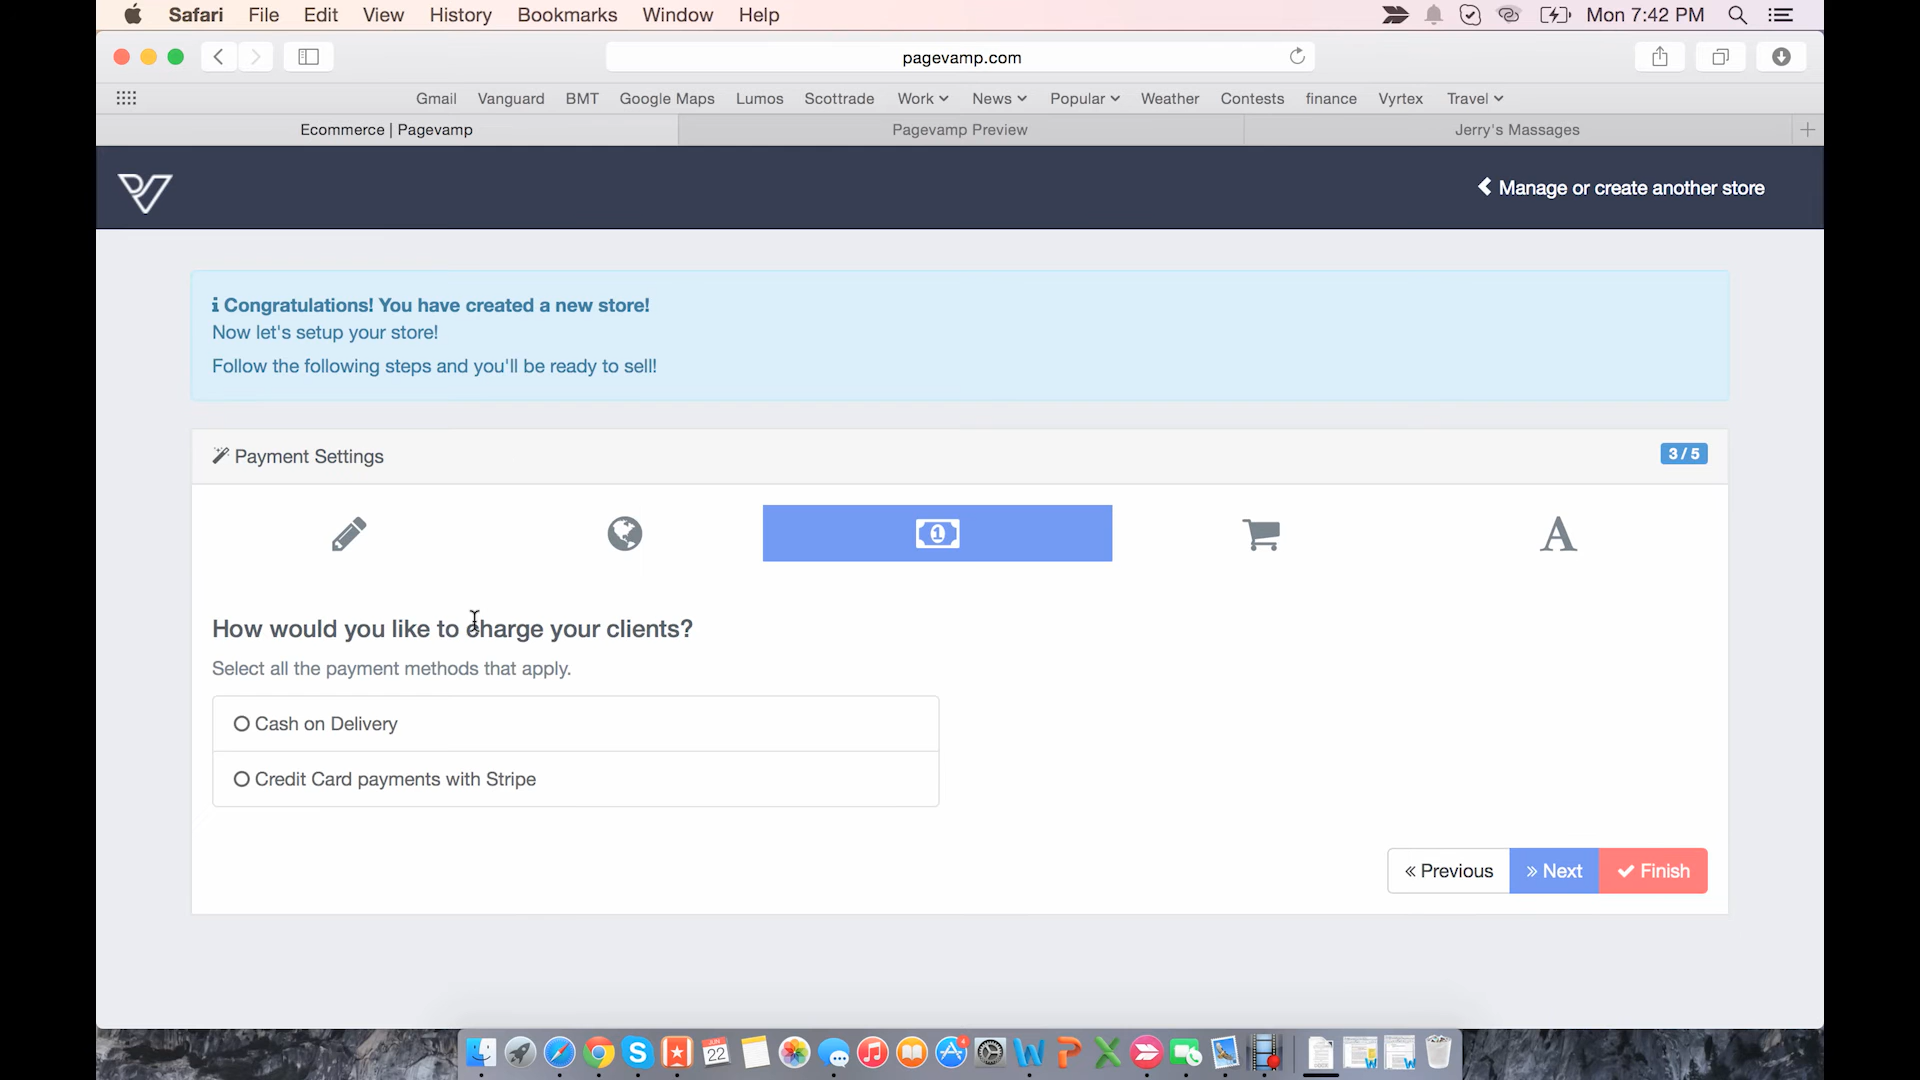 Safari File Edit View History Bookmarks Window Help Mon 7:42 PM
pagevamp.com
Gmail Vanguard BMT Google Maps Lumos Scottrade Work News Popular Weather Contests finance Vyrtex Travel
Ecommerce | Pagevamp Pagevamp Preview Jerry's Massages
Manage or create another store
Congratulations! You have created a new store!
Now let's setup your store!
Follow the following steps and you'll be ready to sell!
Payment Settings 3 / 5
How would you like to charge your clients?
Select all the payment methods that apply.
Cash on Delivery
Credit Card payments with Stripe
« Previous » Next Finish
JUN
22
4